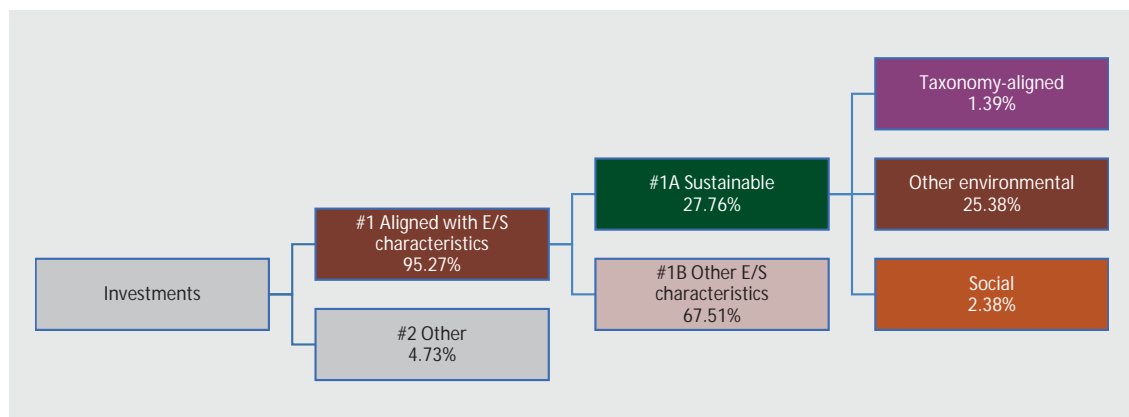 Investments
#1 Aligned with E/S
characteristics
95.27%
#2 Other
4.73%
#1A Sustainable
27.76%
#1B Other E/S
characteristics
67.51%
Taxonomy-aligned
1.39%
Other environmental
25.38%
Social
2.38%